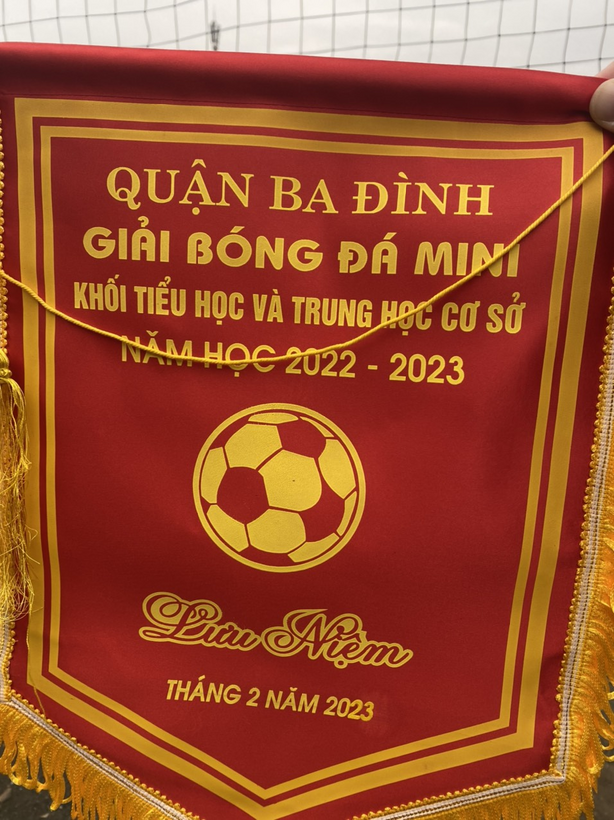 QUẬN BA ĐÌNH
GIẢI BÓNG ĐÁ MINI
KHỐI TIỂU HỌC VÀ TRUNG HỌC CƠ SỞ
NĂM HỌC 2022 - 2023
Lưu Niệm
THÁNG 2 NĂM 2023